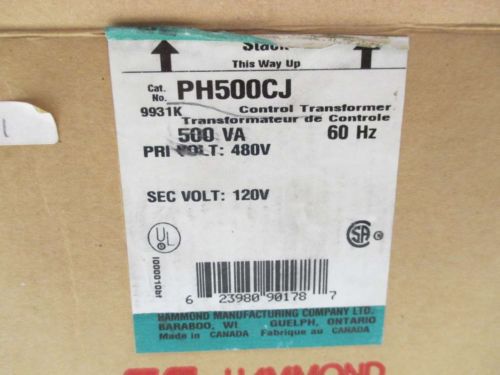 Stack
This Way Up
Cat. No. PH500CJ
9931K Control Transformer
Transformateur de Controle
500 VA 60 Hz
PRI VOLT: 480V
SEC VOLT: 120V
UL
SA
6 23980 90178 7
HAMMOND MANUFACTURING COMPANY LTD.
BARABOO, WI GUELPH, ONTARIO
Made in CANADA Fabrique au CANADA
HAMMOND